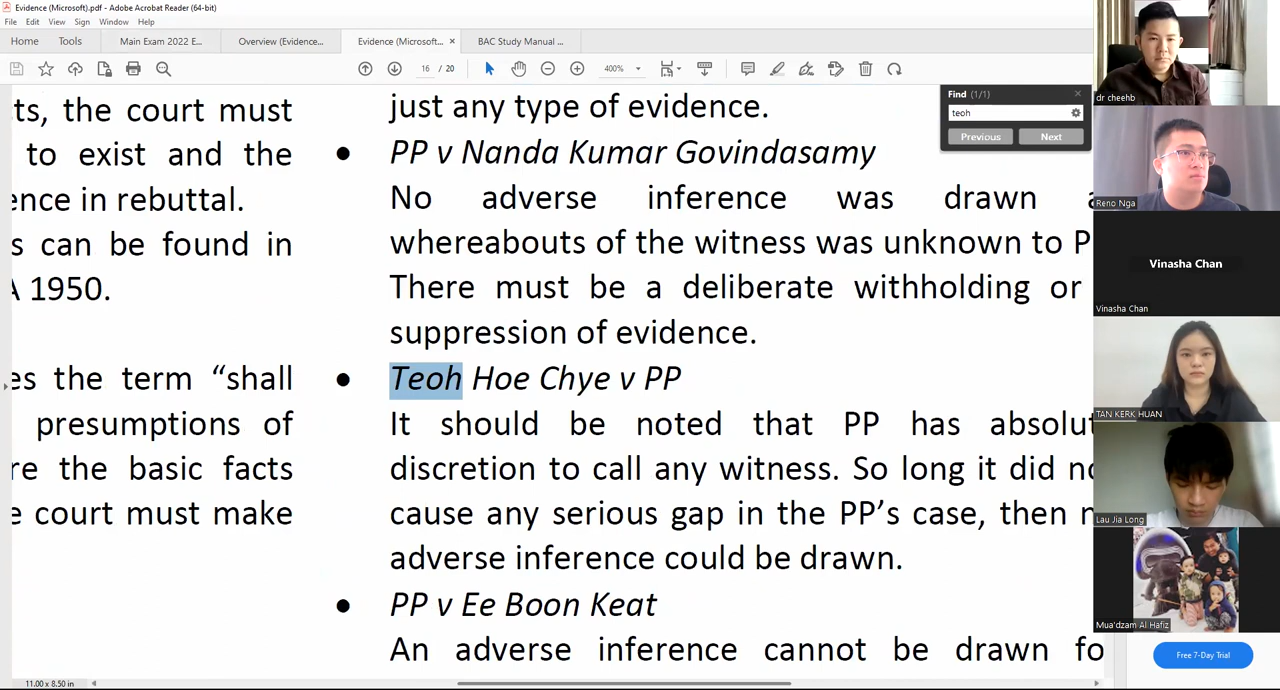 Evidence (Microsoft).pdf - Adobe Acrobat Reader (64-bit)
File Edit View Sign Window Help
Home Tools Main Exam 2022 E... Overview (Evidence... Evidence (Microsoft... × BAC Study Manual ...
16 / 20 400%
Find (1/1)
teoh
Previous Next
cts, the court must
to exist and the
ence in rebuttal.
s can be found in
A 1950.
es the term “shall
presumptions of
re the basic facts
e court must make
just any type of evidence.
• PP v Nanda Kumar Govindasamy
No adverse inference was drawn a
whereabouts of the witness was unknown to P
There must be a deliberate withholding or
suppression of evidence.
• Teoh Hoe Chye v PP
It should be noted that PP has absolut
discretion to call any witness. So long it did no
cause any serious gap in the PP’s case, then n
adverse inference could be drawn.
• PP v Ee Boon Keat
An adverse inference cannot be drawn fo
11.00 x 8.50 in
dr cheehb
Reno Nga
Vinasha Chan
Vinasha Chan
TAN KERK HUAN
Lau Jia Long
Mua'dzam Al Hafiz
Free 7-Day Trial